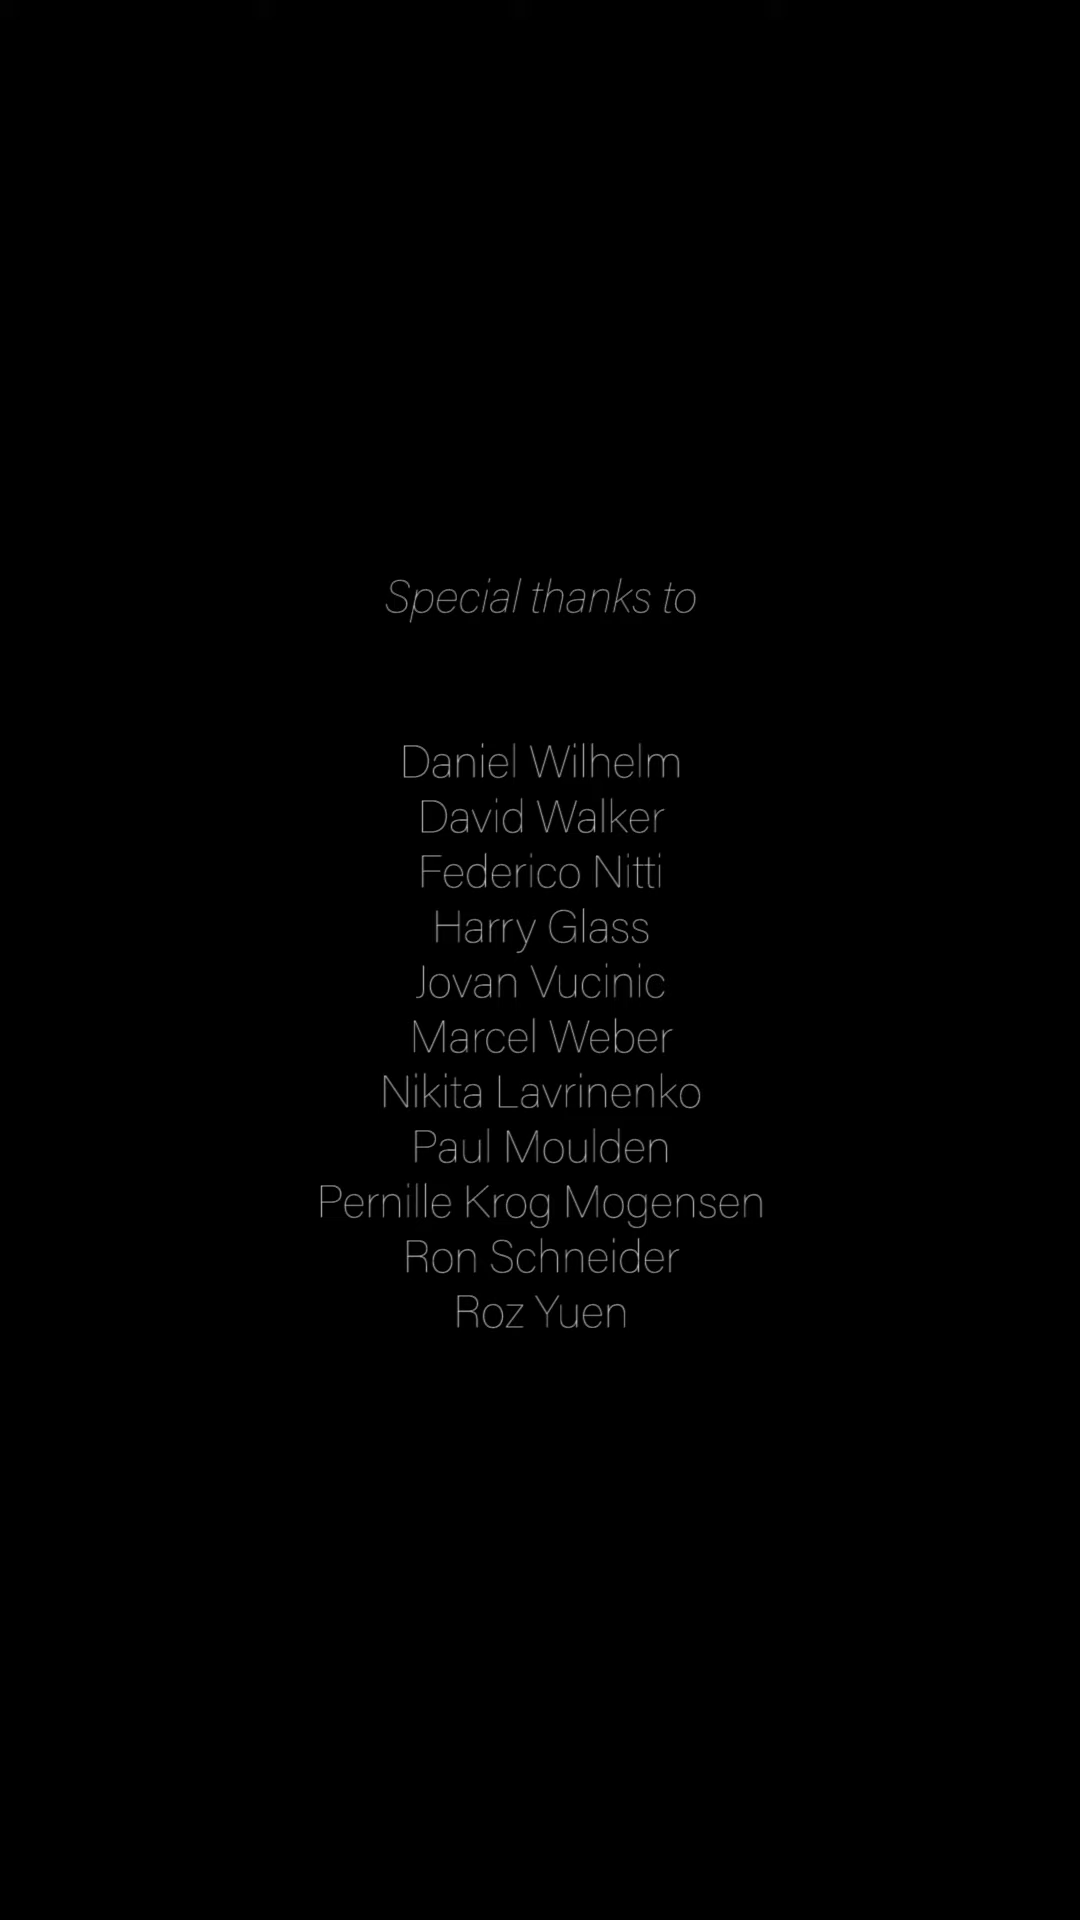 Special thanks to
Daniel Wilhelm
David Walker
Federico Nitti
Harry Glass
Jovan Vucinic
Marcel Weber
Nikita Lavrinenko
Paul Moulden
Pernille Krog Mogensen
Ron Schneider
Roz Yuen